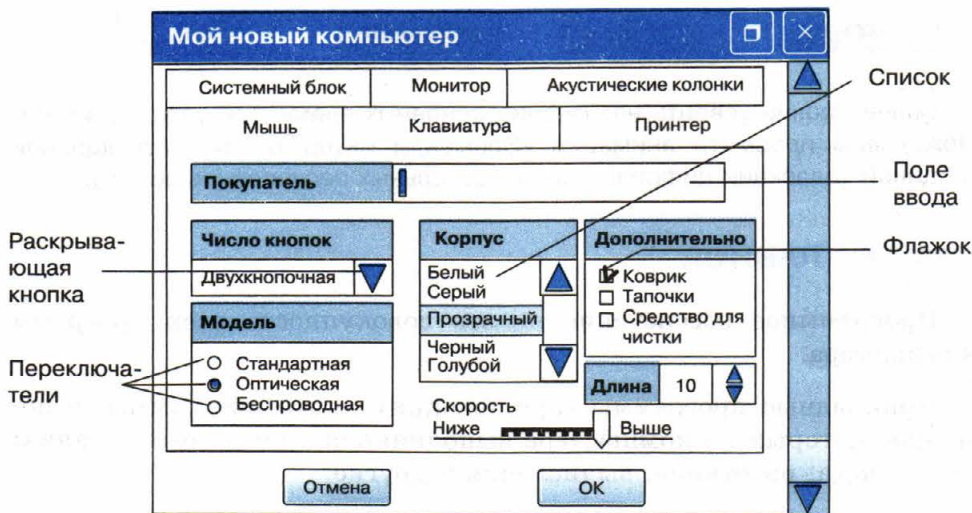 Мой новый компьютер
Системный блок Монитор Акустические колонки
Мышь Клавиатура Принтер
Покупатель
Число кнопок
Двухкнопочная
Модель
Стандартная
Оптическая
Беспроводная
Корпус
Белый
Серый
Прозрачный
Черный
Голубой
Дополнительно
Коврик
Тапочки
Средство для
чистки
Длина 10
Скорость
Ниже Выше
Отмена ОК
Раскрыва-
ющая
кнопка
Переключа-
тели
Список
Поле
ввода
Флажок